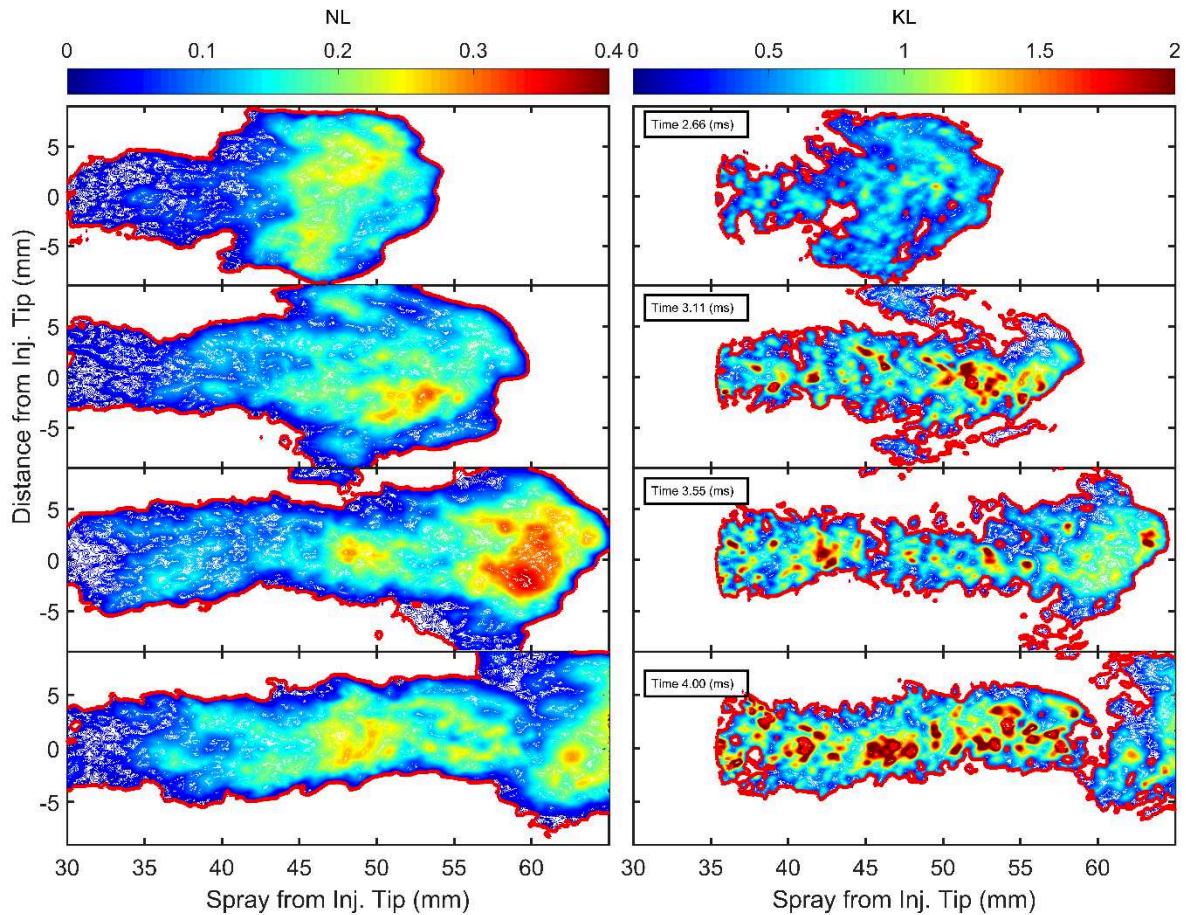 NL
KL
0 0.1 0.2 0.3 0.4
0 0.5 1 1.5 2
Time 2.66 (ms)
5
0
-5
Time 3.11 (ms)
5
0
-5
Time 3.55 (ms)
5
0
-5
Time 4.00 (ms)
5
0
-5
Distance from Inj. Tip (mm)
30 35 40 45 50 55 60
30 35 40 45 50 55 60
Spray from Inj. Tip (mm)
Spray from Inj. Tip (mm)